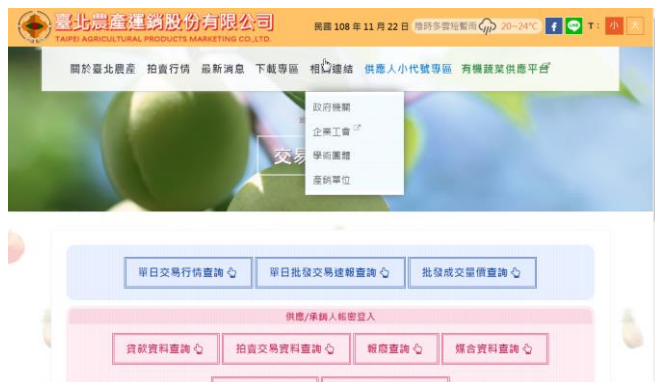 臺北農產運銷股份有限公司
TAIPEI AGRICULTURAL PRODUCTS MARKETING CO.,LTD.
民國 108 年 11 月 22 日 陰時多雲短暫雨 20~24°C T: 小 大
關於臺北農產 拍賣行情 最新消息 下載專區 相關連結 供應人小代號專區 有機蔬菜供應平台
政府機關
企業工會
學術團體
產銷單位
交易
單日交易行情查詢 單日批發交易速報查詢 批發成交量價查詢
供應/承銷人帳密登入
貨款資料查詢 拍賣交易資料查詢 報廢查詢 媒合資料查詢